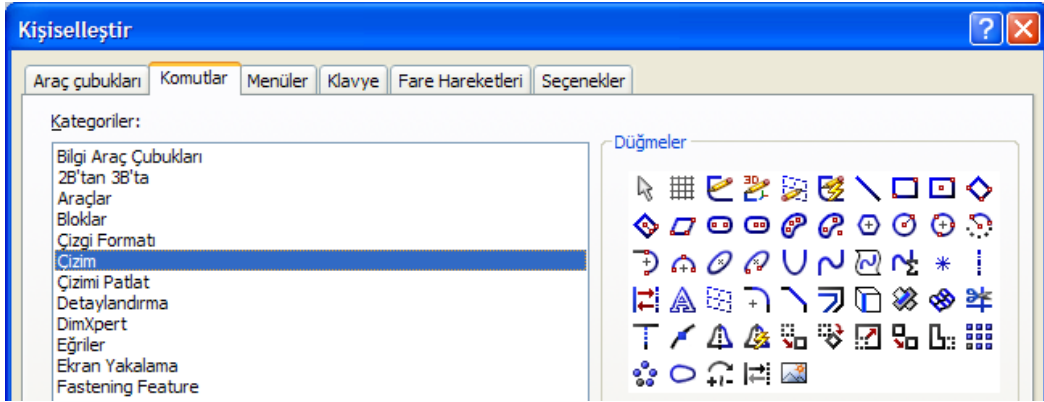 Kişiselleştir
Araç çubukları Komutlar Menüler Klavye Fare Hareketleri Seçenekler
Kategoriler:
Bilgi Araç Çubukları
2B'tan 3B'ta
Araçlar
Bloklar
Çizgi Formatı
Çizim
Çizimi Patlat
Detaylandırma
DimXpert
Eğriler
Ekran Yakalama
Fastening Feature
Düğmeler